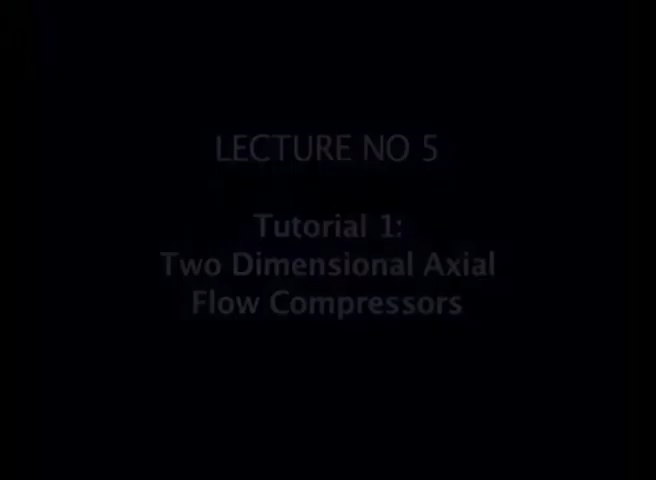 LECTURE NO 5
Tutorial 1:
Two Dimensional Axial
Flow Compressors